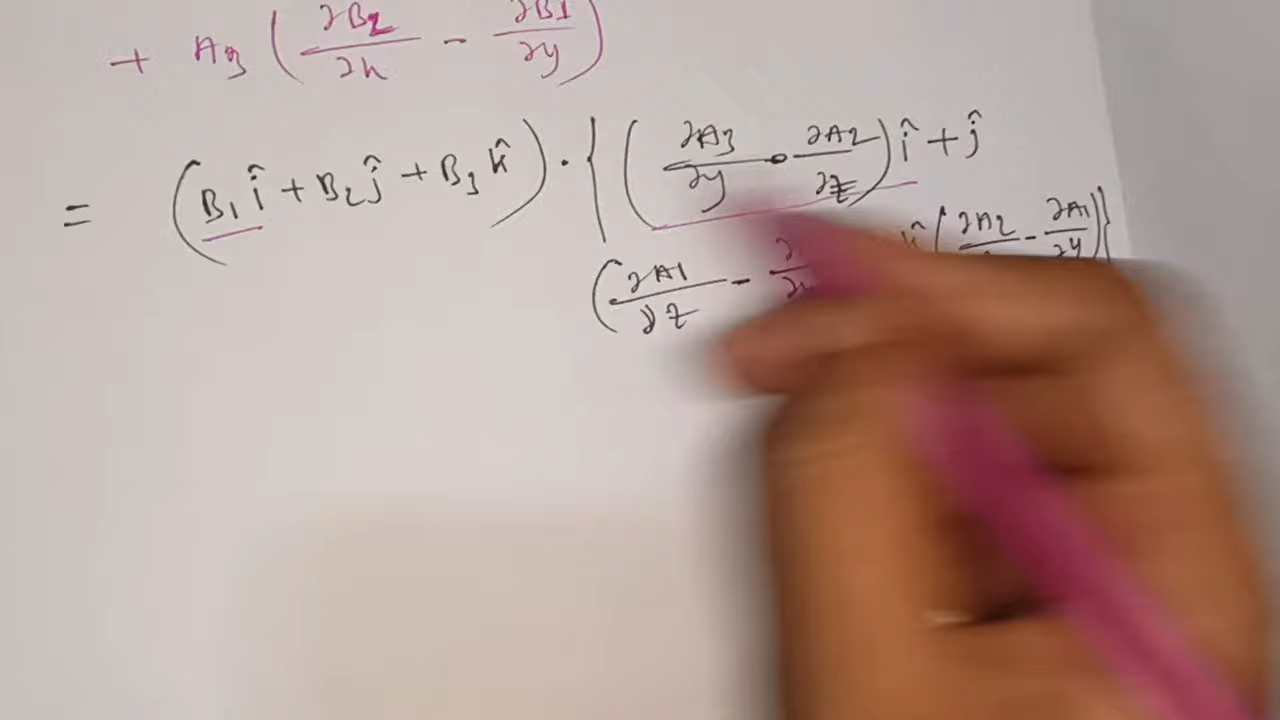 + A3 ( ∂B2/∂x - ∂B1/∂y )
= (B1 î + B2 ĵ + B3 k̂) · { ( ∂A3/∂y - ∂A2/∂z ) î + ĵ
( ∂A1/∂z - k̂ ( ∂A2 - ∂A1/∂y ) }